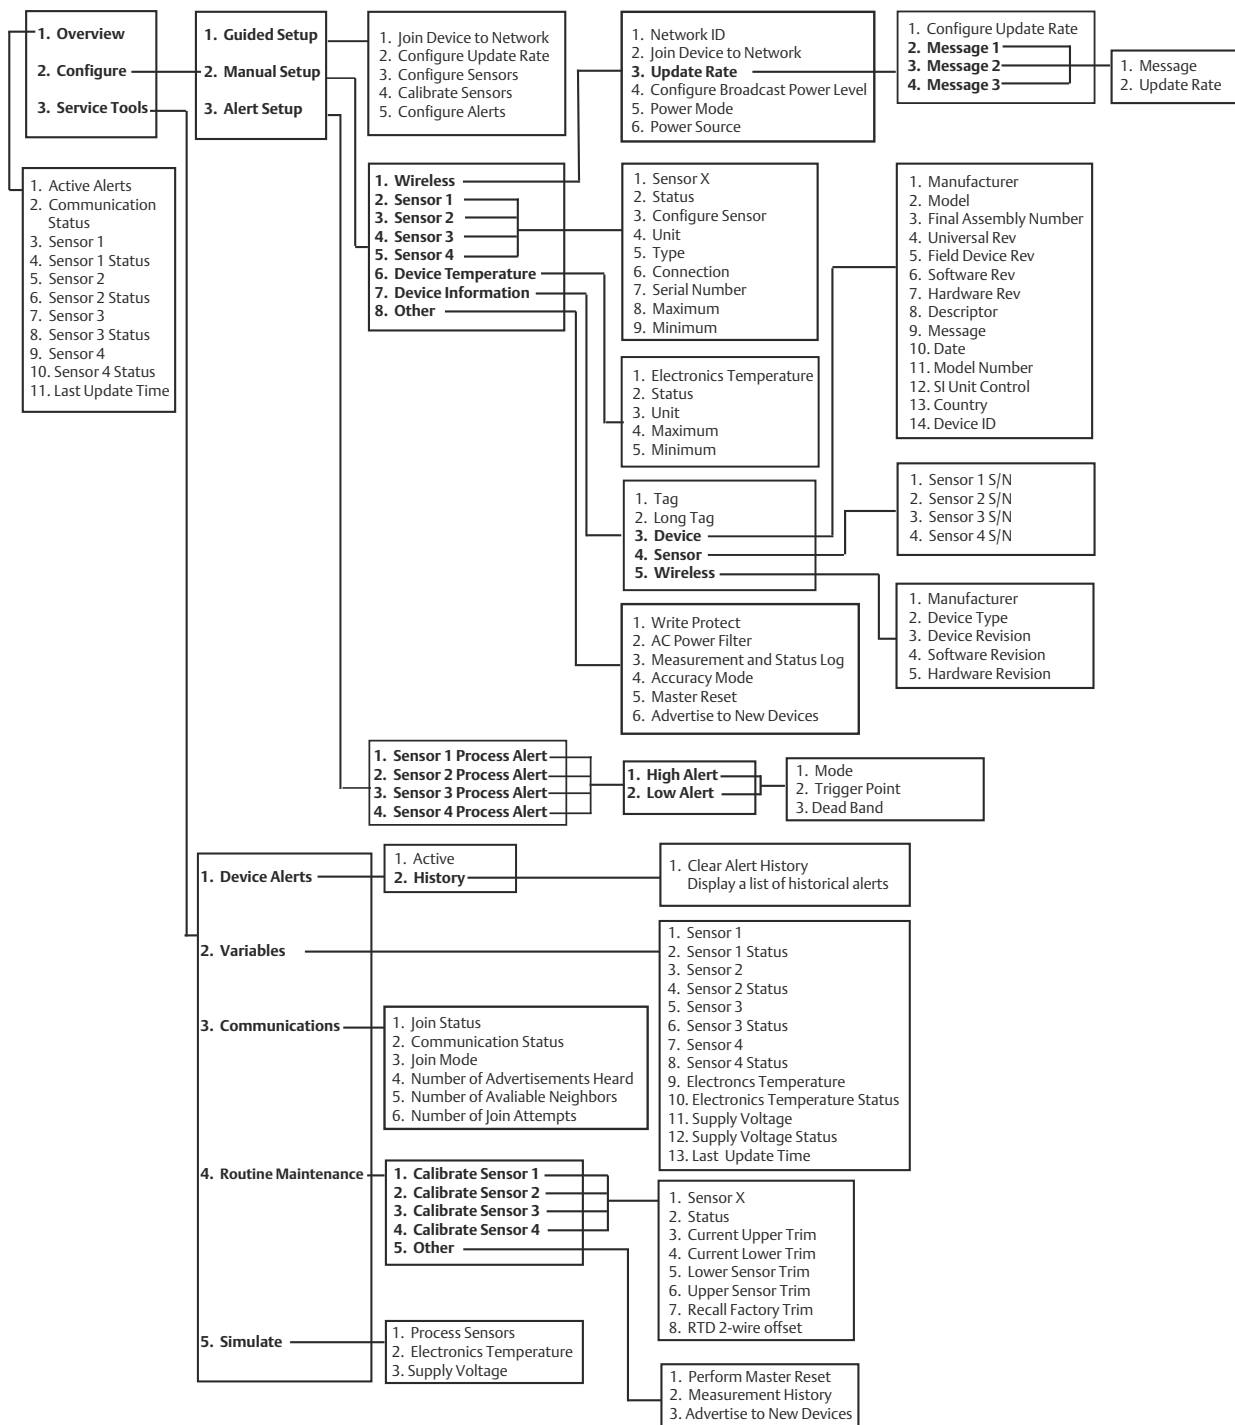 1. Overview
2. Configure
3. Service Tools
1. Guided Setup
2. Manual Setup
3. Alert Setup
1. Join Device to Network
2. Configure Update Rate
3. Configure Sensors
4. Calibrate Sensors
5. Configure Alerts
1. Network ID
2. Join Device to Network
3. Update Rate
4. Configure Broadcast Power Level
5. Power Mode
6. Power Source
1. Configure Update Rate
2. Message 1
3. Message 2
4. Message 3
1. Message
2. Update Rate
1. Active Alerts
2. Communication
Status
3. Sensor 1
4. Sensor 1 Status
5. Sensor 2
6. Sensor 2 Status
7. Sensor 3
8. Sensor 3 Status
9. Sensor 4
10. Sensor 4 Status
11. Last Update Time
1. Wireless
2. Sensor 1
3. Sensor 2
4. Sensor 3
5. Sensor 4
6. Device Temperature
7. Device Information
8. Other
1. Sensor X
2. Status
3. Configure Sensor
4. Unit
5. Type
6. Connection
7. Serial Number
8. Maximum
9. Minimum
1. Manufacturer
2. Model
3. Final Assembly Number
4. Universal Rev
5. Field Device Rev
6. Software Rev
7. Hardware Rev
8. Descriptor
9. Message
10. Date
11. Model Number
12. SI Unit Control
13. Country
14. Device ID
1. Electronics Temperature
2. Status
3. Unit
4. Maximum
5. Minimum
1. Tag
2. Long Tag
3. Device
4. Sensor
5. Wireless
1. Sensor 1 S/N
2. Sensor 2 S/N
3. Sensor 3 S/N
4. Sensor 4 S/N
1. Manufacturer
2. Device Type
3. Device Revision
4. Software Revision
5. Hardware Revision
1. Write Protect
2. AC Power Filter
3. Measurement and Status Log
4. Accuracy Mode
5. Master Reset
6. Advertise to New Devices
1. Sensor 1 Process Alert
2. Sensor 2 Process Alert
3. Sensor 3 Process Alert
4. Sensor 4 Process Alert
1. High Alert
2. Low Alert
1. Mode
2. Trigger Point
3. Dead Band
1. Device Alerts
2. Variables
3. Communications
4. Routine Maintenance
5. Simulate
1. Active
2. History
1. Clear Alert History
Display a list of historical alerts
1. Sensor 1
2. Sensor 1 Status
3. Sensor 2
4. Sensor 2 Status
5. Sensor 3
6. Sensor 3 Status
7. Sensor 4
8. Sensor 4 Status
9. Electroncs Temperature
10. Electronics Temperature Status
11. Supply Voltage
12. Supply Voltage Status
13. Last Update Time
1. Join Status
2. Communication Status
3. Join Mode
4. Number of Advertisements Heard
5. Number of Avaliable Neighbors
6. Number of Join Attempts
1. Calibrate Sensor 1
2. Calibrate Sensor 2
3. Calibrate Sensor 3
4. Calibrate Sensor 4
5. Other
1. Sensor X
2. Status
3. Current Upper Trim
4. Current Lower Trim
5. Lower Sensor Trim
6. Upper Sensor Trim
7. Recall Factory Trim
8. RTD 2-wire offset
1. Process Sensors
2. Electronics Temperature
3. Supply Voltage
1. Perform Master Reset
2. Measurement History
3. Advertise to New Devices